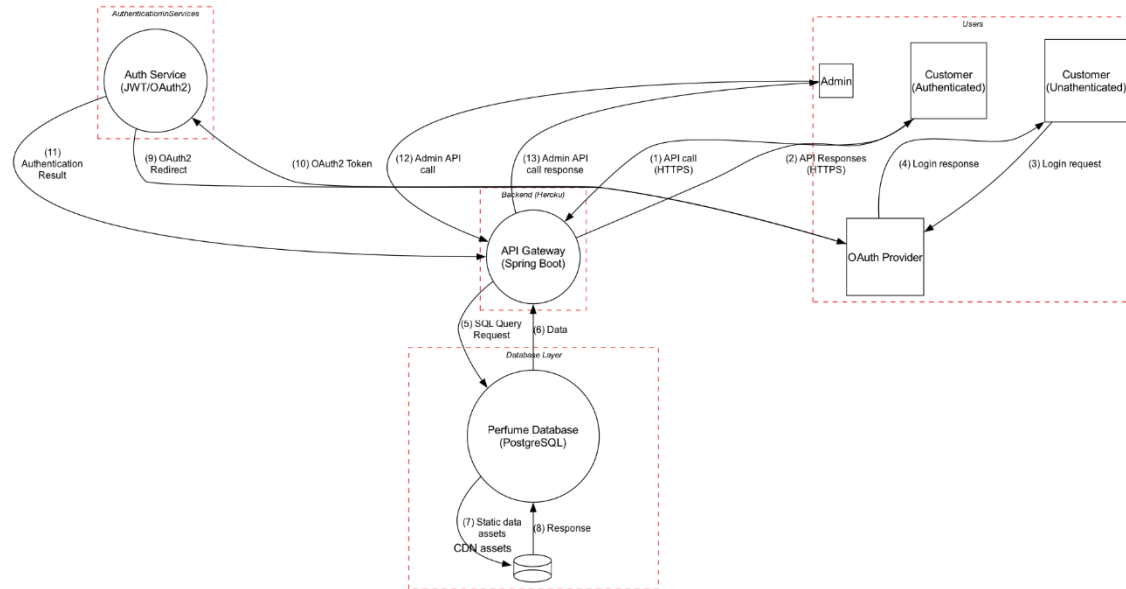 Authentication\nServices
Auth Service
(JWT/OAuth2)
Users
Admin
Customer
(Authenticated)
Customer
(Unathenticated)
(11)
Authentication
Result
(9) OAuth2
Redirect
(10) OAuth2 Token
(12) Admin API
call
(13) Admin API
call response
(1) API call
(HTTPS)
(2) API Responses
(HTTPS)
(4) Login response
(3) Login request
Backend (Heroku)
API Gateway
(Spring Boot)
OAuth Provider
(5) SQL Query
Request
(6) Data
Database Layer
Perfume Database
(PostgreSQL)
(7) Static data
assets
(8) Response
CDN assets